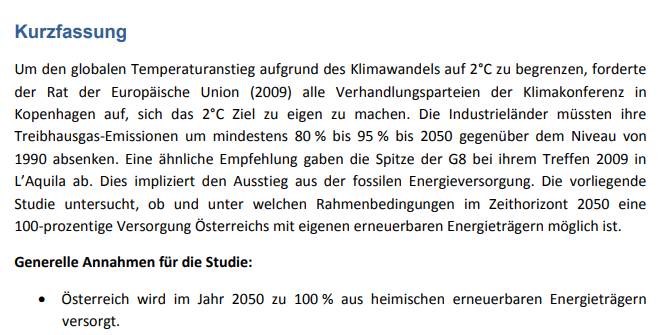 Kurzfassung
Um den globalen Temperaturanstieg aufgrund des Klimawandels auf 2°C zu begrenzen, forderte
der Rat der Europäische Union (2009) alle Verhandlungsparteien der Klimakonferenz in
Kopenhagen auf, sich das 2°C Ziel zu eigen zu machen. Die Industrieländer müssten ihre
Treibhausgas-Emissionen um mindestens 80 % bis 95 % bis 2050 gegenüber dem Niveau von
1990 absenken. Eine ähnliche Empfehlung gaben die Spitze der G8 bei ihrem Treffen 2009 in
L’Aquila ab. Dies impliziert den Ausstieg aus der fossilen Energieversorgung. Die vorliegende
Studie untersucht, ob und unter welchen Rahmenbedingungen im Zeithorizont 2050 eine
100-prozentige Versorgung Österreichs mit eigenen erneuerbaren Energieträgern möglich ist.
Generelle Annahmen für die Studie:
• Österreich wird im Jahr 2050 zu 100 % aus heimischen erneuerbaren Energieträgern
versorgt.